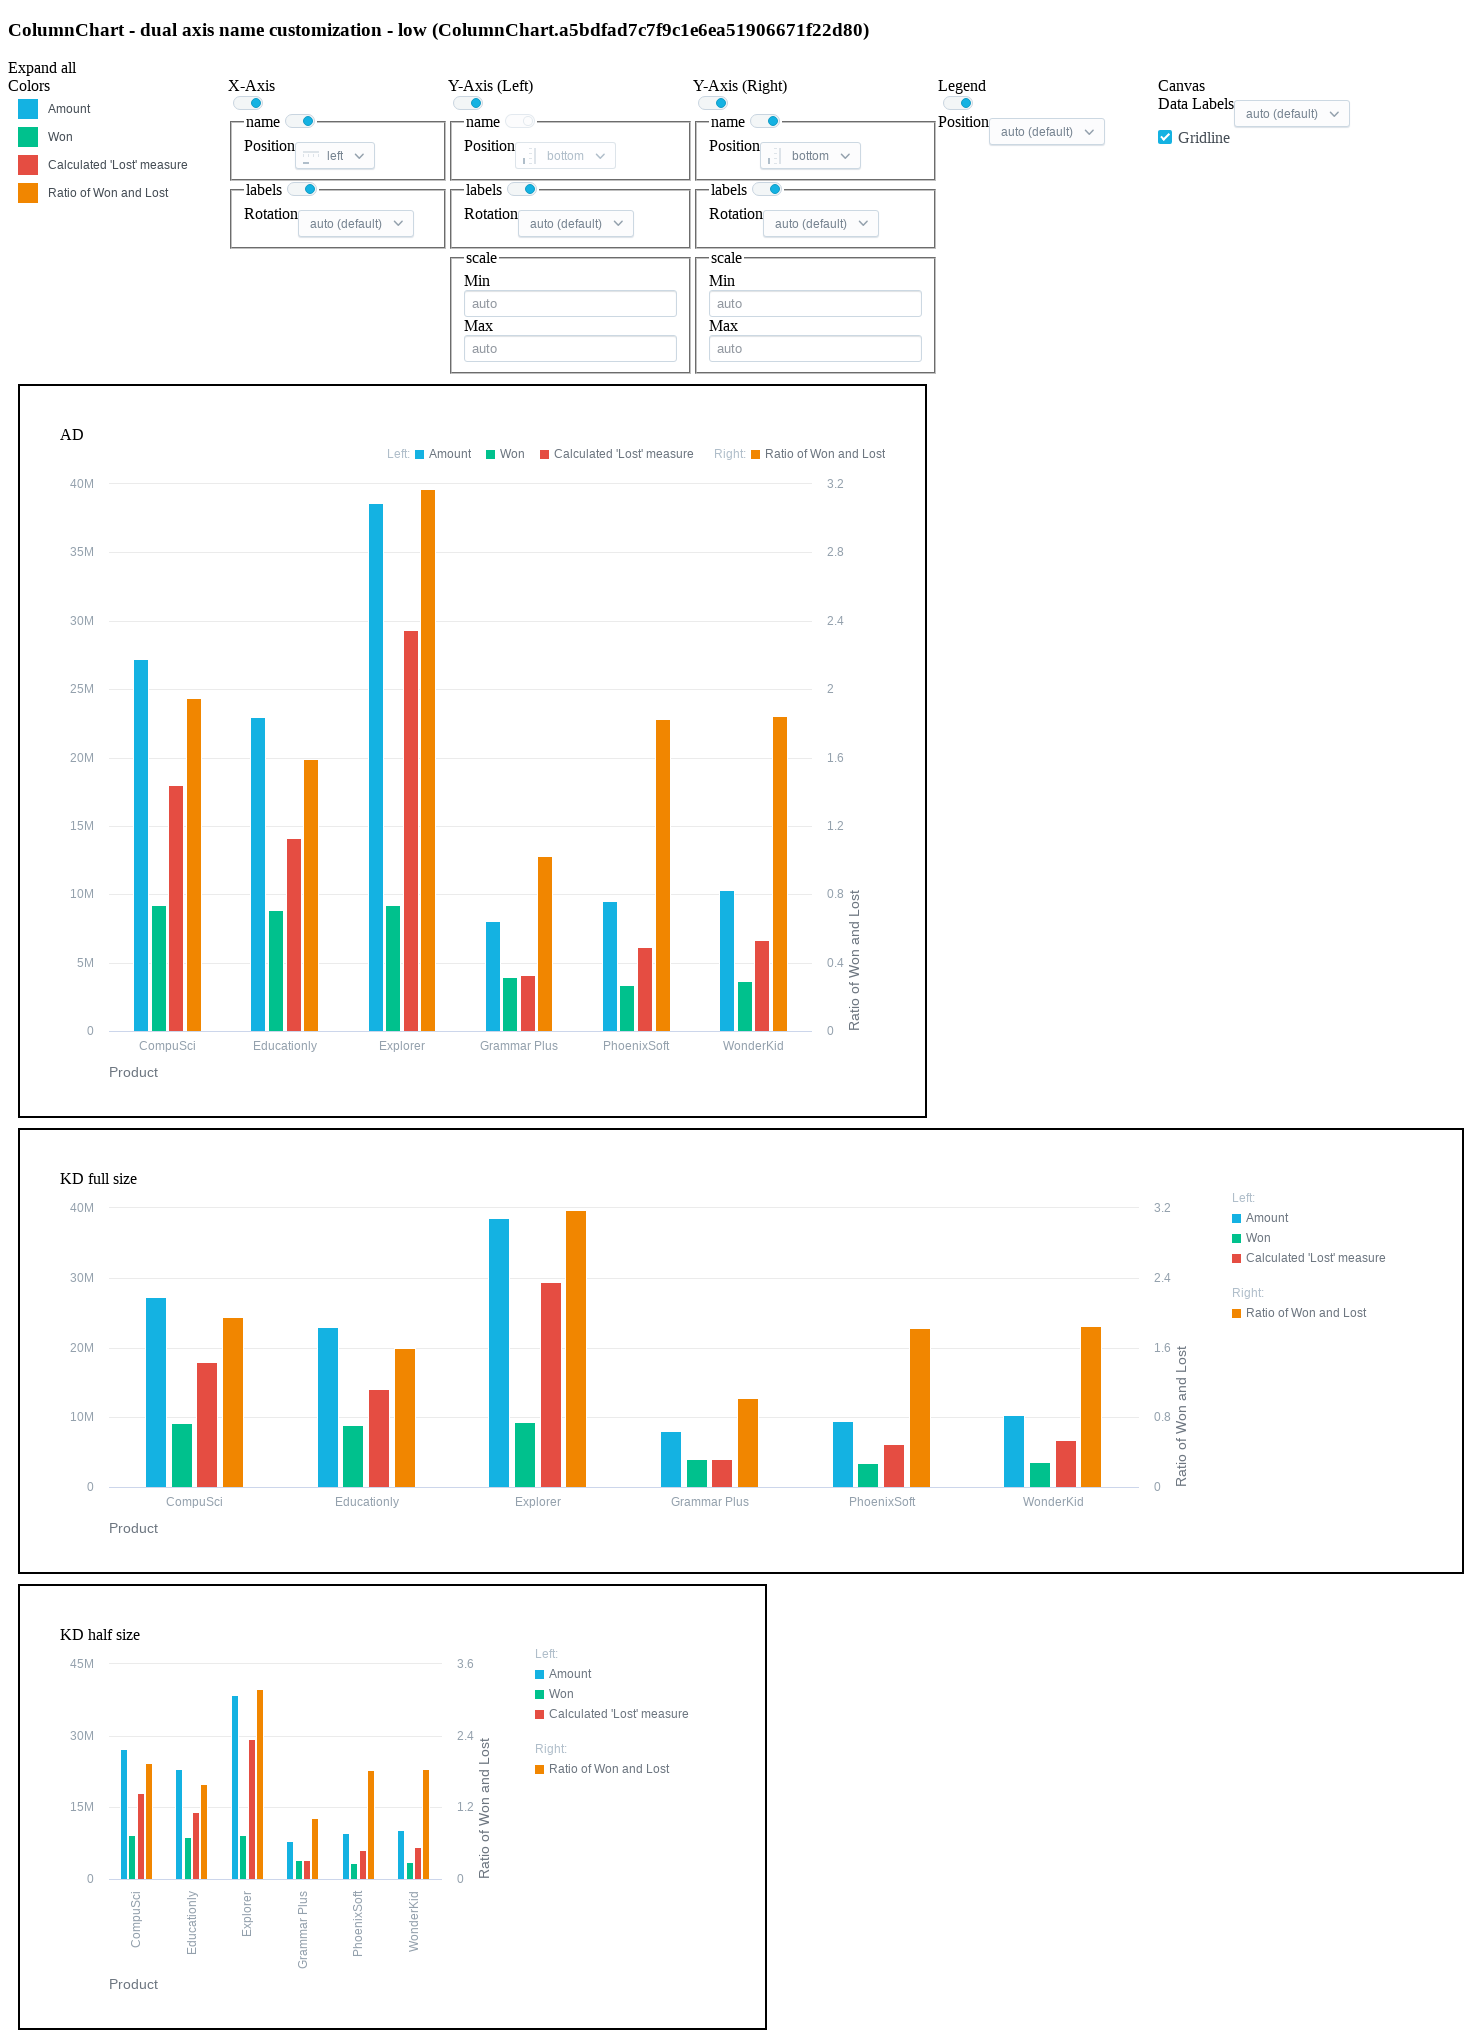 ColumnChart - dual axis name customization - low (ColumnChart.a5bdfad7c7f9c1e6ea51906671f22d80)
Expand all
Colors
Amount
Won
Calculated 'Lost' measure
Ratio of Won and Lost
X-Axis
name
Position left
labels
Rotation auto (default)
Y-Axis (Left)
name
Position bottom
labels
Rotation auto (default)
scale
Min
auto
Max
auto
Y-Axis (Right)
name
Position bottom
labels
Rotation auto (default)
scale
Min
auto
Max
auto
Legend
Position auto (default)
Canvas
Data Labels auto (default)
Gridline
AD
Left: Amount Won Calculated 'Lost' measure Right: Ratio of Won and Lost
40M 3.2
35M 2.8
30M 2.4
25M 2
20M 1.6
15M 1.2
10M 0.8
5M 0.4
0 0
Ratio of Won and Lost
CompuSci Educationly Explorer Grammar Plus PhoenixSoft WonderKid
Product
KD full size
40M 3.2
30M 2.4
20M 1.6
10M 0.8
0 0
Ratio of Won and Lost
CompuSci Educationly Explorer Grammar Plus PhoenixSoft WonderKid
Product
Left:
Amount
Won
Calculated 'Lost' measure
Right:
Ratio of Won and Lost
KD half size
45M 3.6
30M 2.4
15M 1.2
0 0
Ratio of Won and Lost
CompuSci Educationly Explorer Grammar Plus PhoenixSoft WonderKid
Product
Left:
Amount
Won
Calculated 'Lost' measure
Right:
Ratio of Won and Lost